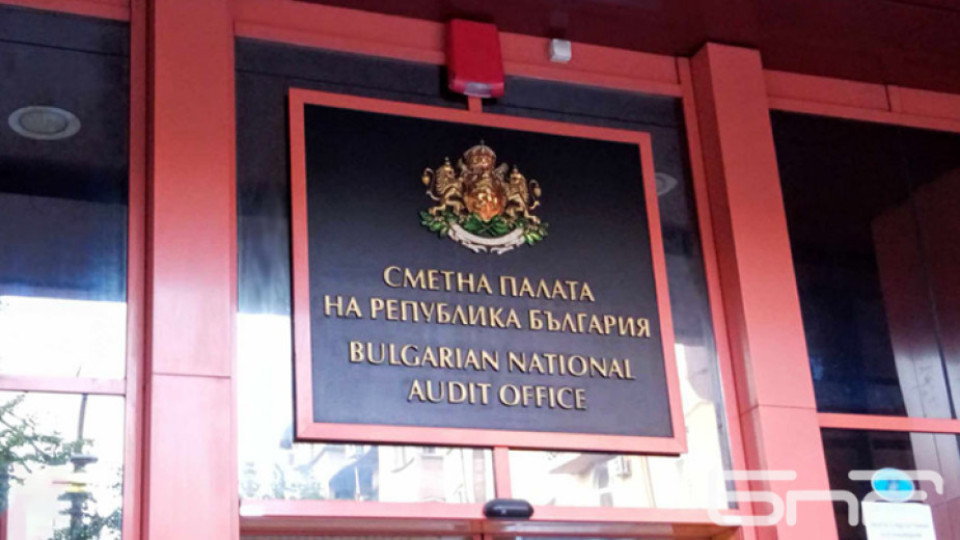 СМЕТНА ПАЛАТА
НА РЕПУБЛИКА БЪЛГАРИЯ
BULGARIAN NATIONAL
AUDIT OFFICE
БНР